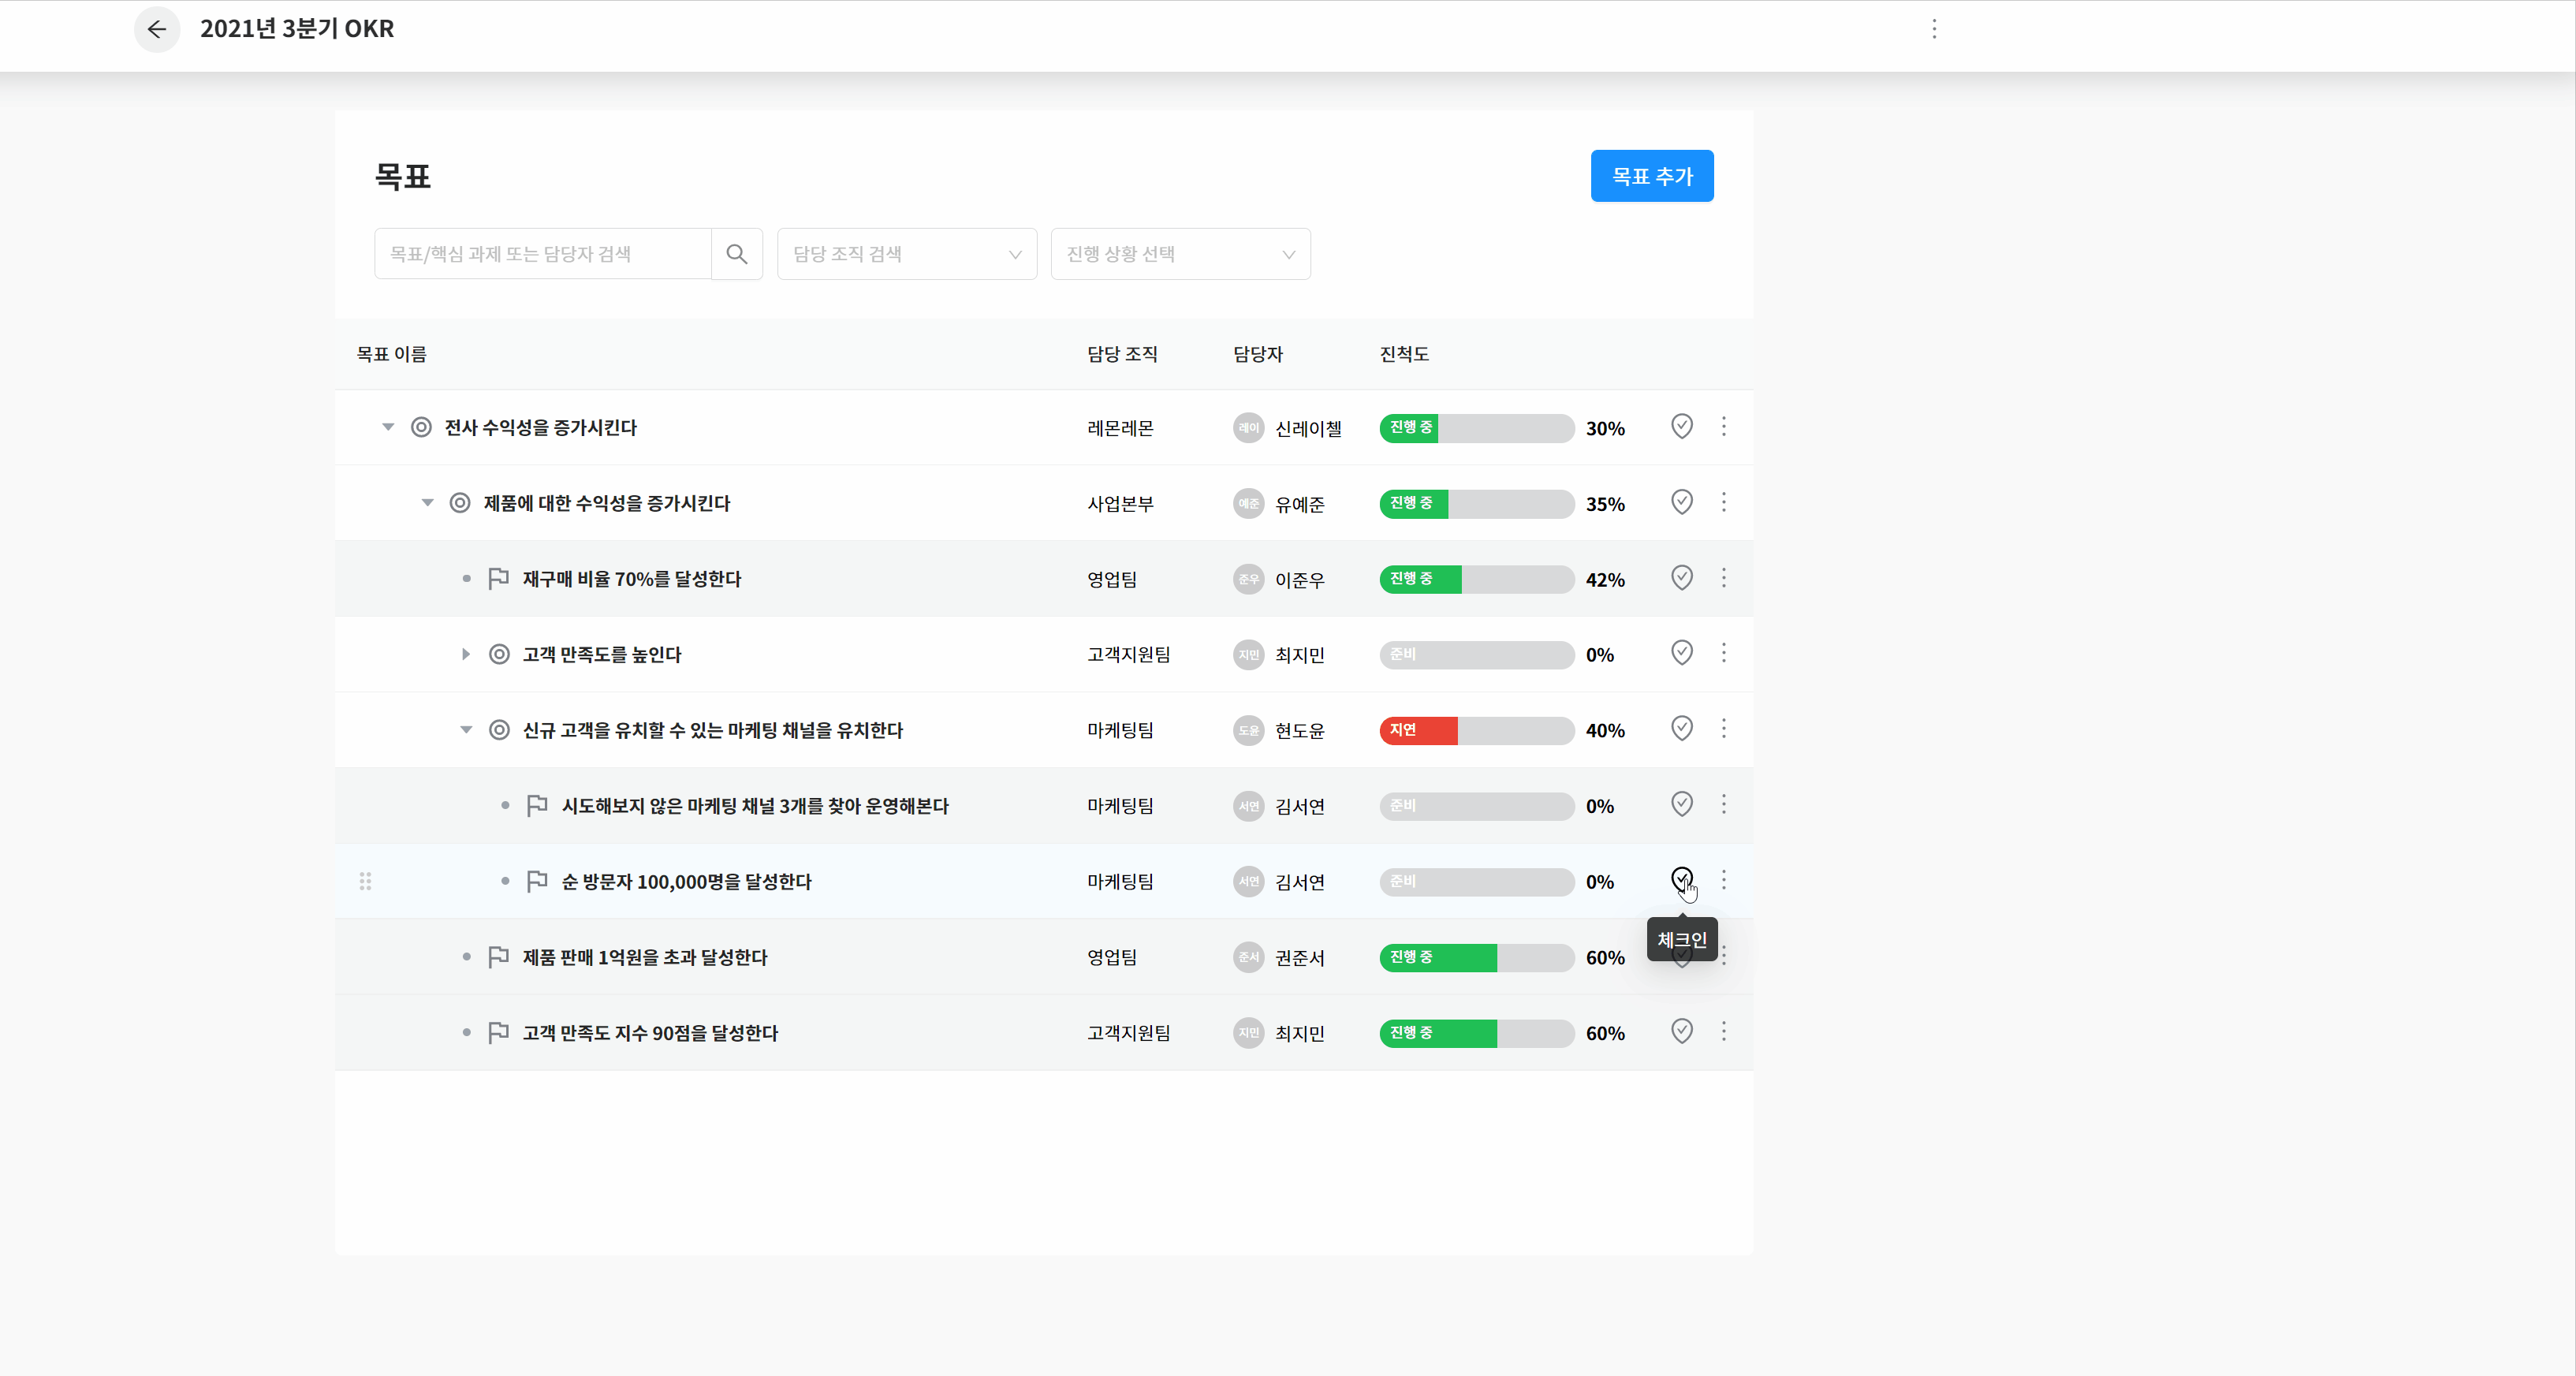 2021년 3분기 OKR
목표
목표 추가
목표/핵심 과제 또는 담당자 검색
담당 조직 검색
진행 상황 선택
목표 이름 담당 조직 담당자 진척도
전사 수익성을 증가시킨다 레몬레몬 레이 신레이첼 진행 중 30%
제품에 대한 수익성을 증가시킨다 사업본부 예준 유예준 진행 중 35%
재구매 비율 70%를 달성한다 영업팀 준우 이준우 진행 중 42%
고객 만족도를 높인다 고객지원팀 지민 최지민 준비 0%
신규 고객을 유치할 수 있는 마케팅 채널을 유치한다 마케팅팀 도윤 현도윤 지연 40%
시도해보지 않은 마케팅 채널 3개를 찾아 운영해본다 마케팅팀 서연 김서연 준비 0%
순 방문자 100,000명을 달성한다 마케팅팀 서연 김서연 준비 0%
체크인
제품 판매 1억원을 초과 달성한다 영업팀 준서 권준서 진행 중 60%
고객 만족도 지수 90점을 달성한다 고객지원팀 지민 최지민 진행 중 60%